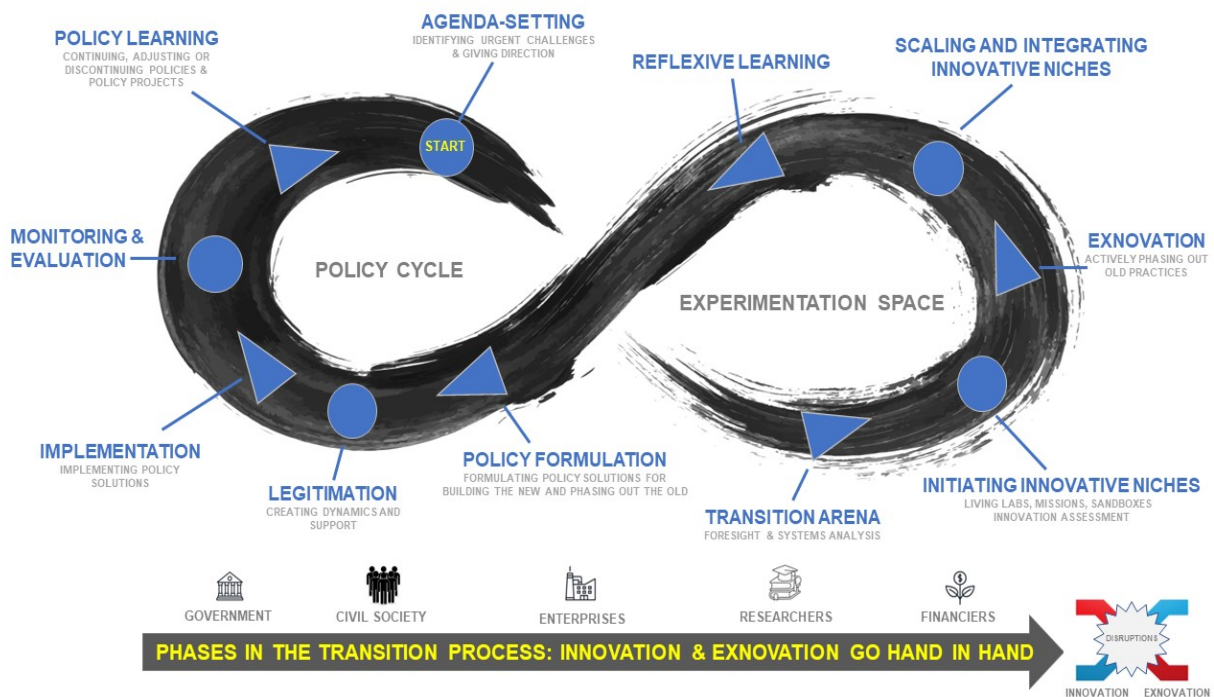 AGENDA-SETTING
IDENTIFYING URGENT CHALLENGES
& GIVING DIRECTION
POLICY LEARNING
CONTINUING, ADJUSTING OR
DISCONTINUING POLICIES &
POLICY PROJECTS
REFLEXIVE LEARNING
SCALING AND INTEGRATING
INNOVATIVE NICHES
START
MONITORING &
EVALUATION
POLICY CYCLE
EXPERIMENTATION SPACE
EXNOVATION
ACTIVELY PHASING OUT
OLD PRACTICES
IMPLEMENTATION
IMPLEMENTING POLICY
SOLUTIONS
LEGITIMATION
CREATING DYNAMICS AND
SUPPORT
POLICY FORMULATION
FORMULATING POLICY SOLUTIONS FOR
BUILDING THE NEW AND PHASING OUT THE OLD
TRANSITION ARENA
FORESIGHT & SYSTEMS ANALYSIS
INITIATING INNOVATIVE NICHES
LIVING LABS, MISSIONS, SANDBOXES
INNOVATION ASSESSMENT
GOVERNMENT
CIVIL SOCIETY
ENTERPRISES
RESEARCHERS
FINANCIERS
PHASES IN THE TRANSITION PROCESS: INNOVATION & EXNOVATION GO HAND IN HAND
DISRUPTIONS
INNOVATION
EXNOVATION